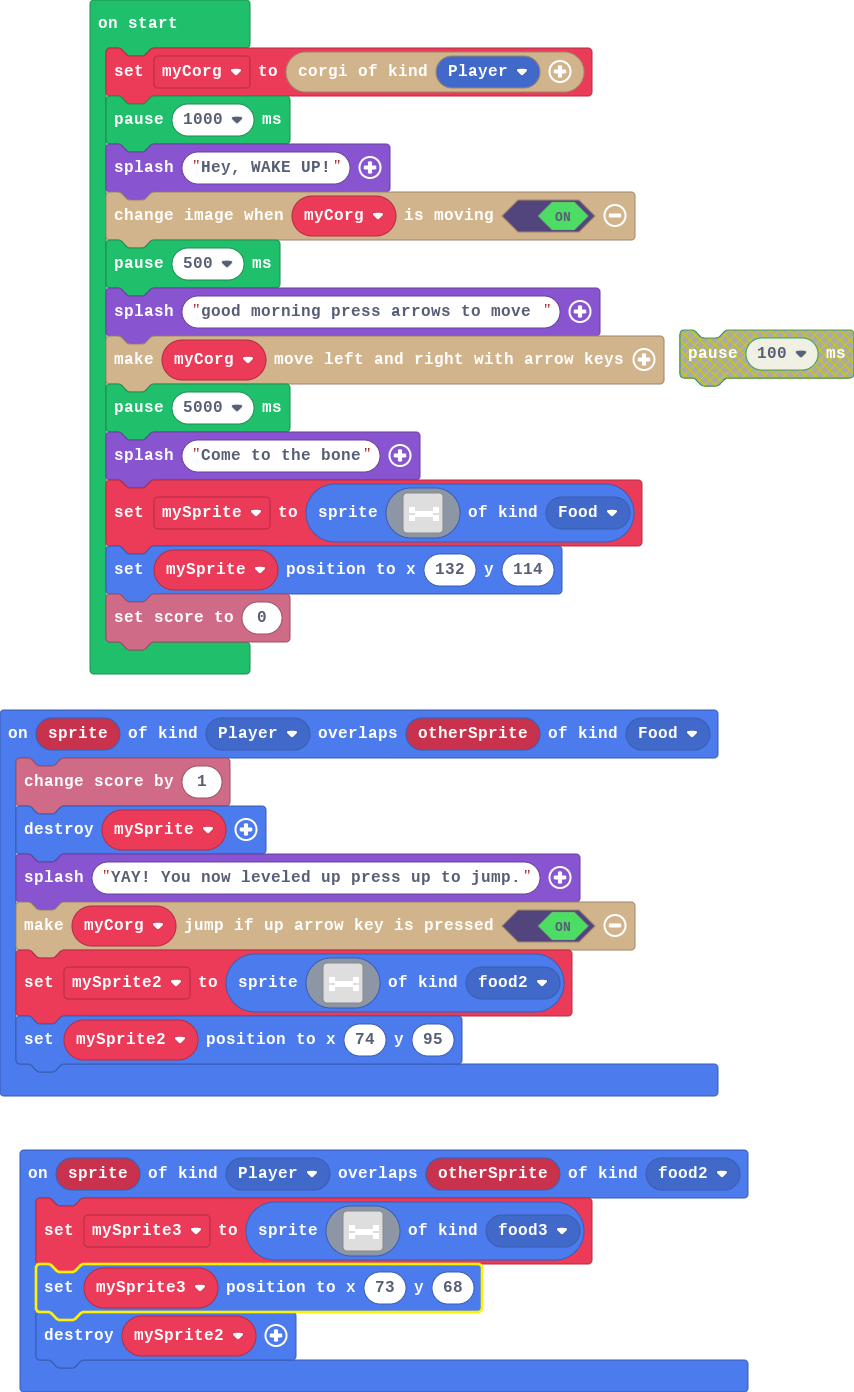 on start
set myCorg to corgi of kind Player
pause 1000 ms
splash "Hey, WAKE UP!"
change image when myCorg is moving ON
pause 500 ms
splash "good morning press arrows to move "
make myCorg move left and right with arrow keys
pause 100 ms
pause 5000 ms
splash "Come to the bone"
set mySprite to sprite of kind Food
set mySprite position to x 132 y 114
set score to 0
on sprite of kind Player overlaps otherSprite of kind Food
change score by 1
destroy mySprite
splash "YAY! You now leveled up press up to jump."
make myCorg jump if up arrow key is pressed ON
set mySprite2 to sprite of kind food2
set mySprite2 position to x 74 y 95
on sprite of kind Player overlaps otherSprite of kind food2
set mySprite3 to sprite of kind food3
set mySprite3 position to x 73 y 68
destroy mySprite2